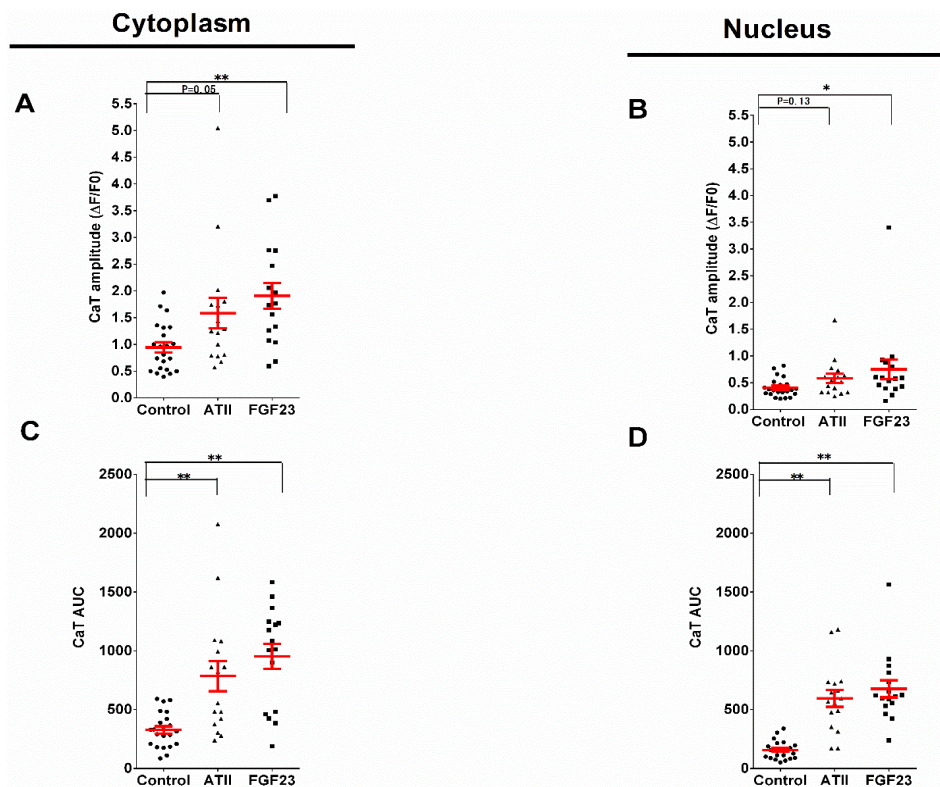 Cytoplasm
Nucleus
A
**
P=0.05
CaT amplitude (ΔF/F0)
5.5
5.0
4.5
4.0
3.5
3.0
2.5
2.0
1.5
1.0
0.5
0.0
Control ATII FGF23
B
*
P=0.13
CaT amplitude (ΔF/F0)
5.5
5.0
4.5
4.0
3.5
3.0
2.5
2.0
1.5
1.0
0.5
0.0
Control ATII FGF23
C
**
**
CaT AUC
2500
2000
1500
1000
500
0
Control ATII FGF23
D
**
**
CaT AUC
2500
2000
1500
1000
500
0
Control ATII FGF23